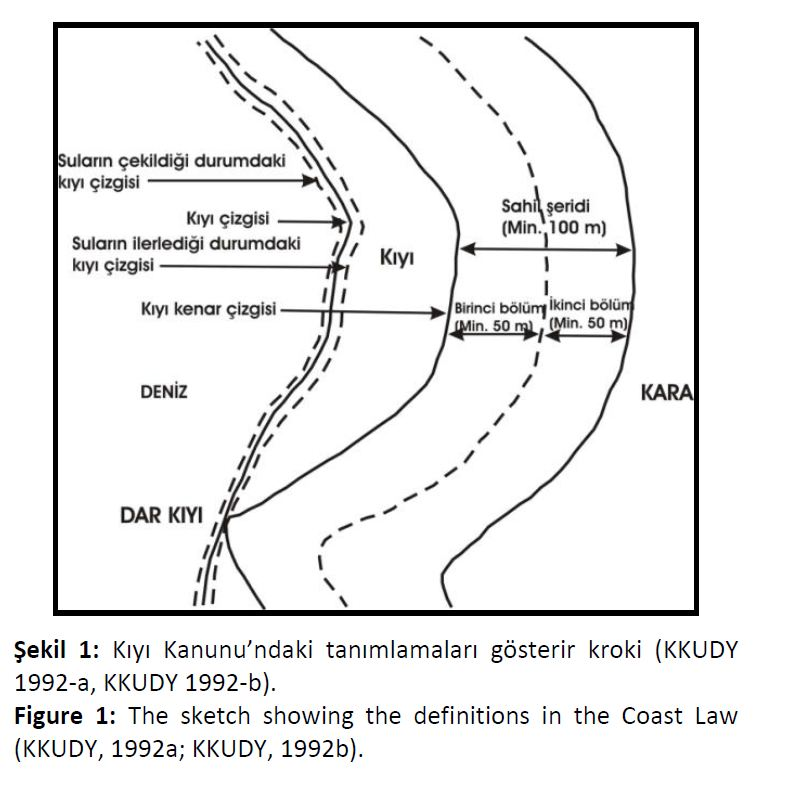 Suların çekildiği durumdaki
kıyı çizgisi
Kıyı çizgisi
Suların ilerlediği durumdaki
kıyı çizgisi
Kıyı kenar çizgisi
Kıyı
Sahil şeridi
(Min. 100 m)
Birinci bölüm
(Min. 50 m)
İkinci bölüm
(Min. 50 m)
DENİZ
KARA
DAR KIYI
Şekil 1: Kıyı Kanunu’ndaki tanımlamaları gösterir kroki (KKUDY
1992-a, KKUDY 1992-b).
Figure 1: The sketch showing the definitions in the Coast Law
(KKUDY, 1992a; KKUDY, 1992b).